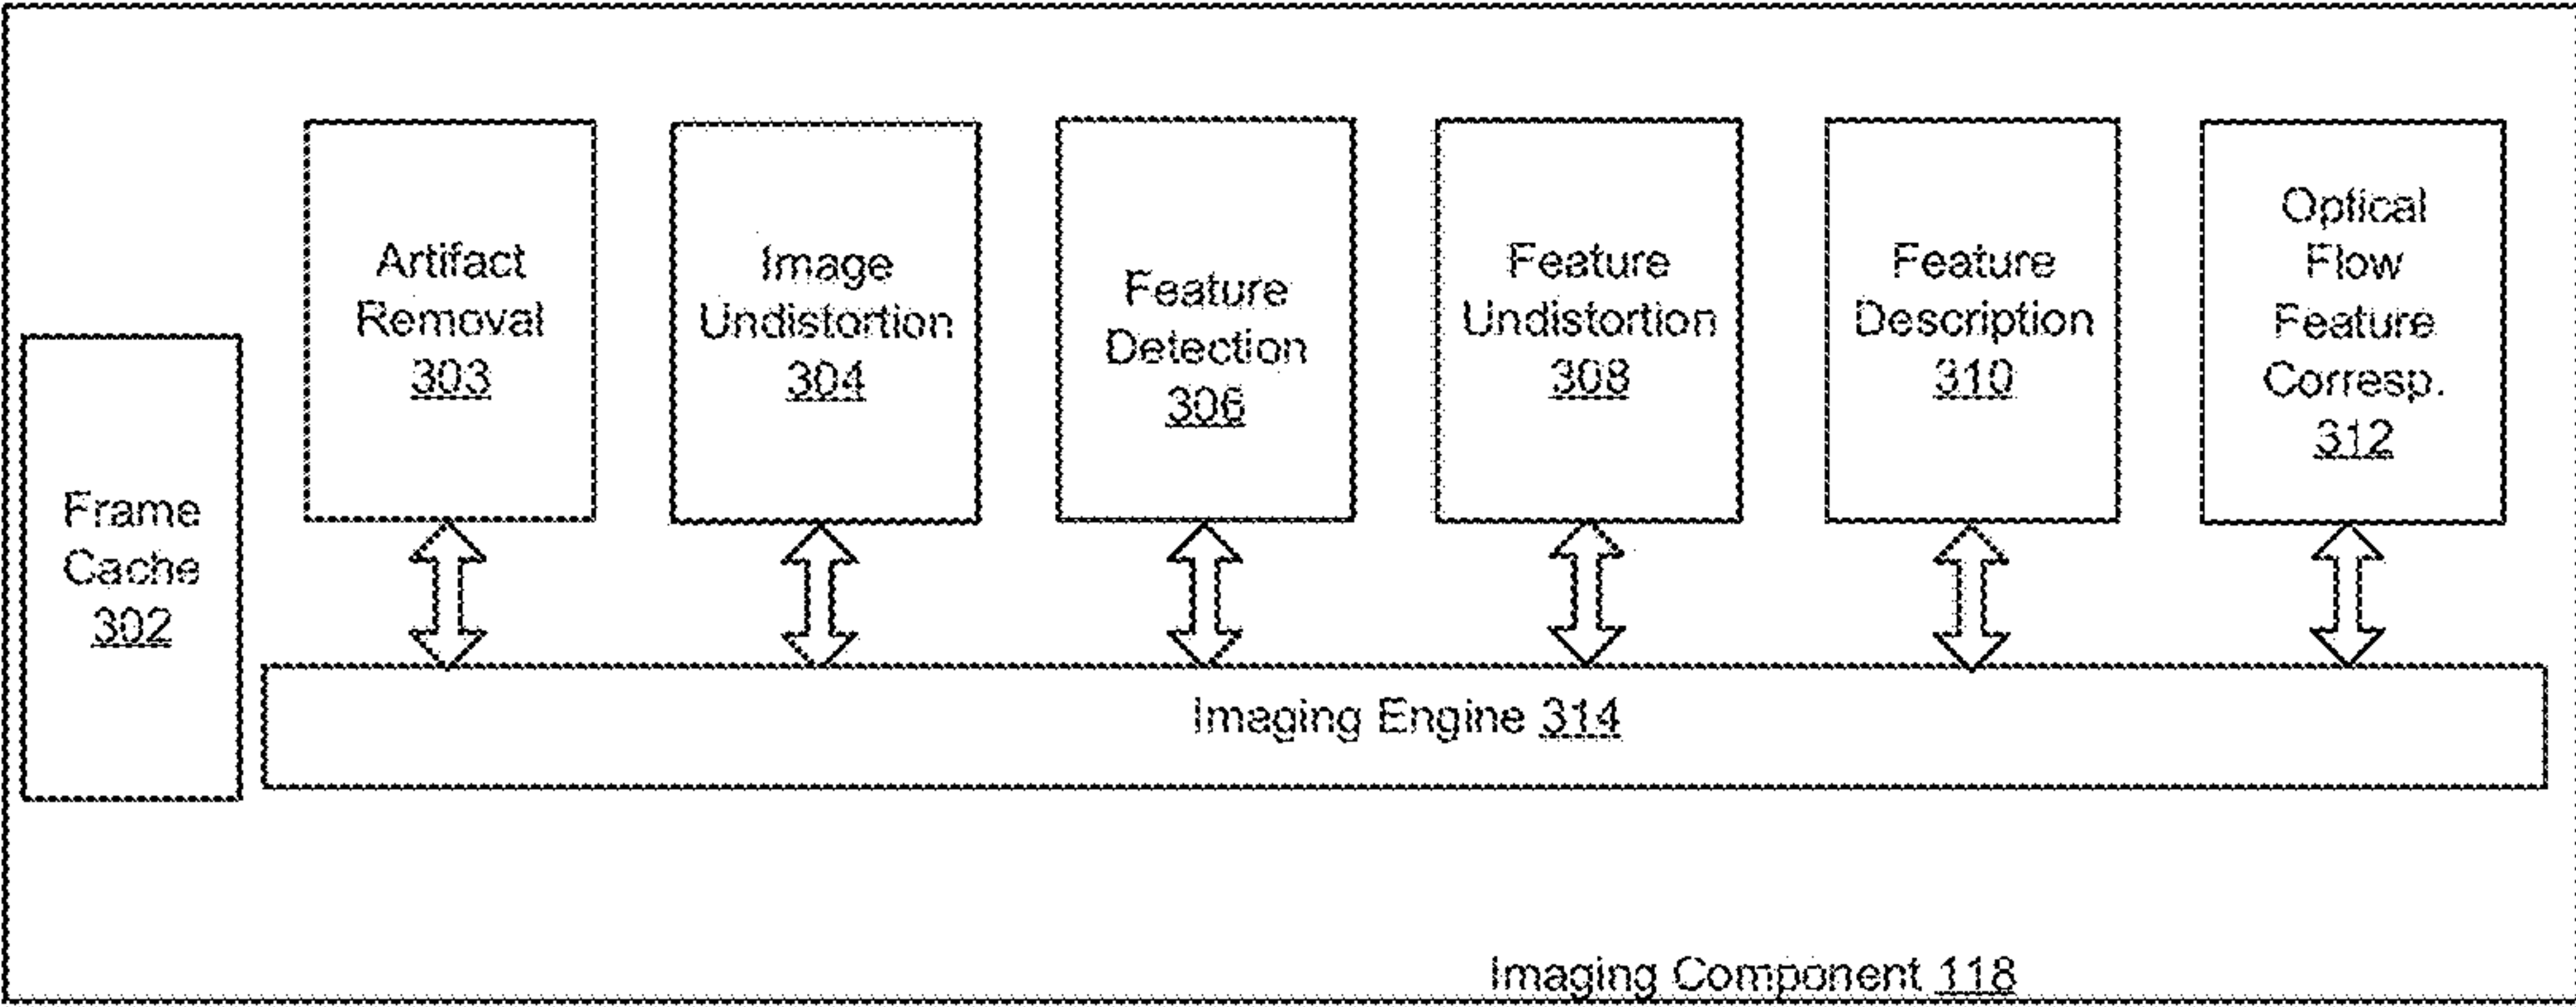 Frame
Cache
302
Artifact
Removal
303
Image
Undistortion
304
Feature
Detection
306
Feature
Undistortion
308
Feature
Description
310
Optical
Flow
Feature
Corresp.
312
Imaging Engine 314
Imaging Component 118